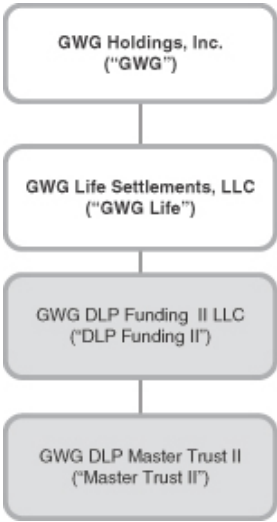 GWG Holdings, Inc.
(“GWG”)
GWG Life Settlements, LLC
(“GWG Life”)
GWG DLP Funding II LLC
(“DLP Funding II”)
GWG DLP Master Trust II
(“Master Trust II”)